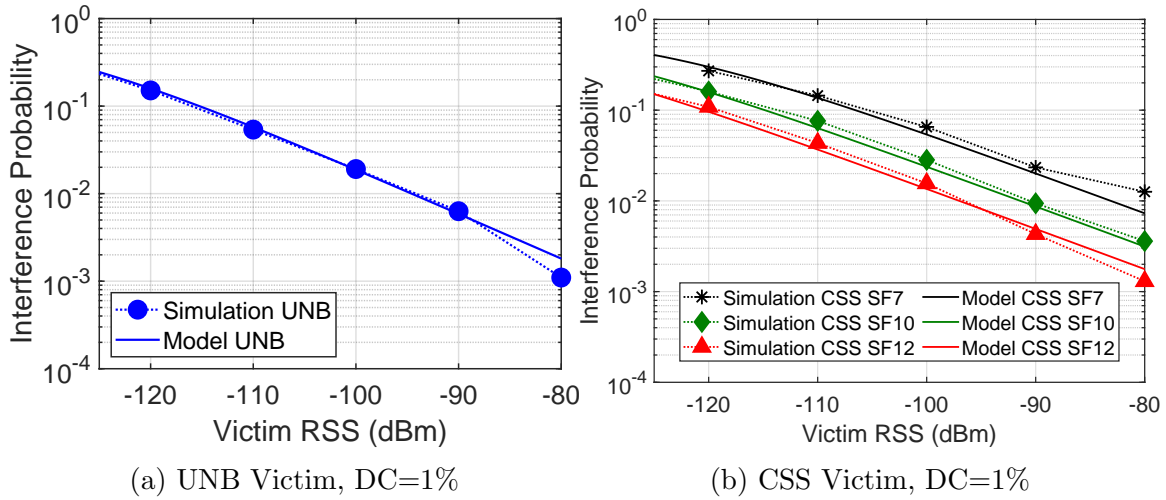 10^0
10^-1
10^-2
10^-3
10^-4
Interference Probability
-120 -110 -100 -90 -80
Victim RSS (dBm)
Simulation UNB
Model UNB
(a) UNB Victim, DC=1%
10^0
10^-1
10^-2
10^-3
10^-4
Interference Probability
-120 -110 -100 -90 -80
Victim RSS (dBm)
Simulation CSS SF7 Model CSS SF7
Simulation CSS SF10 Model CSS SF10
Simulation CSS SF12 Model CSS SF12
(b) CSS Victim, DC=1%